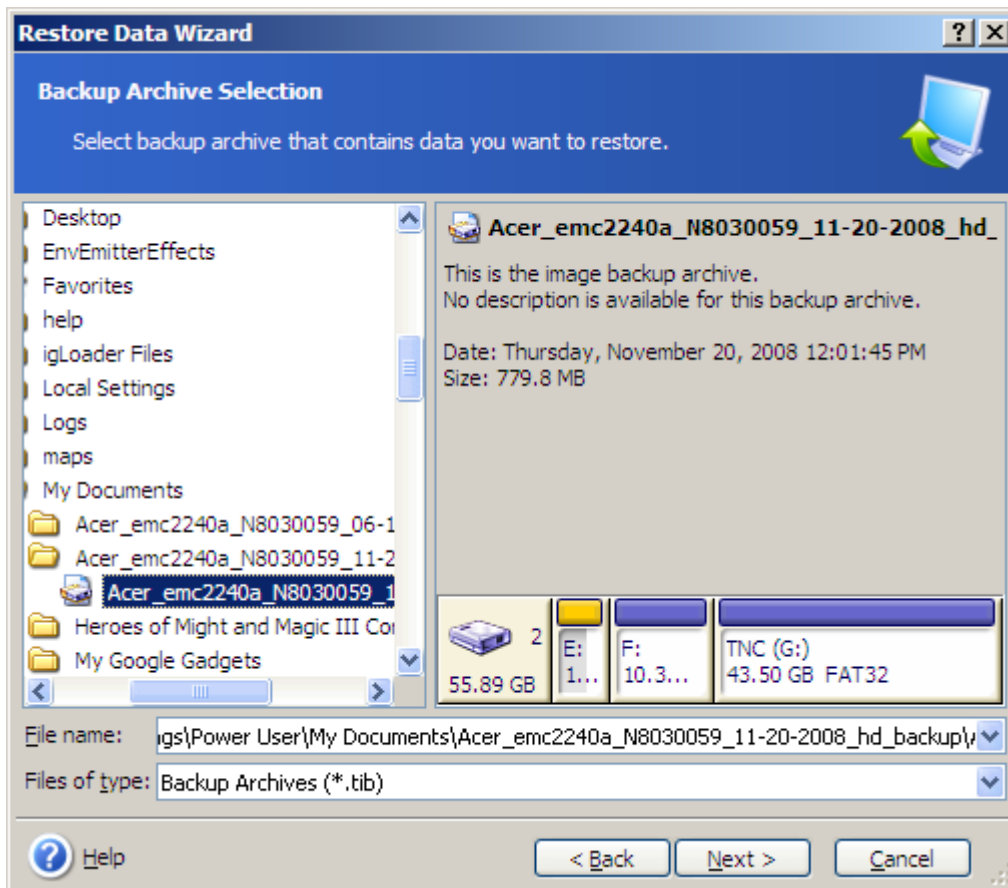 Restore Data Wizard
Backup Archive Selection
Select backup archive that contains data you want to restore.
Desktop
EnvEmitterEffects
Favorites
help
igLoader Files
Local Settings
Logs
maps
My Documents
Acer_emc2240a_N8030059_06-1
Acer_emc2240a_N8030059_11-2
Acer_emc2240a_N8030059_1
Heroes of Might and Magic III Co
My Google Gadgets
Acer_emc2240a_N8030059_11-20-2008_hd_
This is the image backup archive.
No description is available for this backup archive.
Date: Thursday, November 20, 2008 12:01:45 PM
Size: 779.8 MB
2
55.89 GB
E:
1...
F:
10.3...
TNC (G:)
43.50 GB FAT32
File name:
gs\Power User\My Documents\Acer_emc2240a_N8030059_11-20-2008_hd_backup\
Files of type:
Backup Archives (*.tib)
Help
< Back
Next >
Cancel